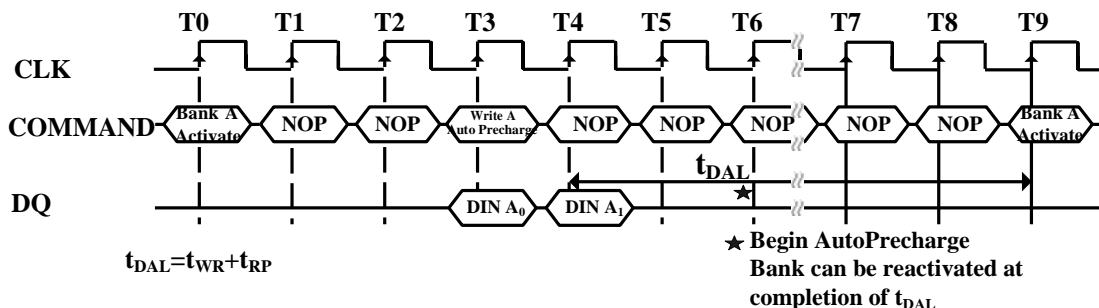 T0 T1 T2 T3 T4 T5 T6 T7 T8 T9
CLK
COMMAND
Bank A
Activate
NOP
NOP
Write A
Auto Precharge
NOP
NOP
NOP
NOP
NOP
Bank A
Activate
tDAL
DQ
DIN A0
DIN A1
★ Begin AutoPrecharge
Bank can be reactivated at
completion of tDAL
tDAL=tWR+tRP